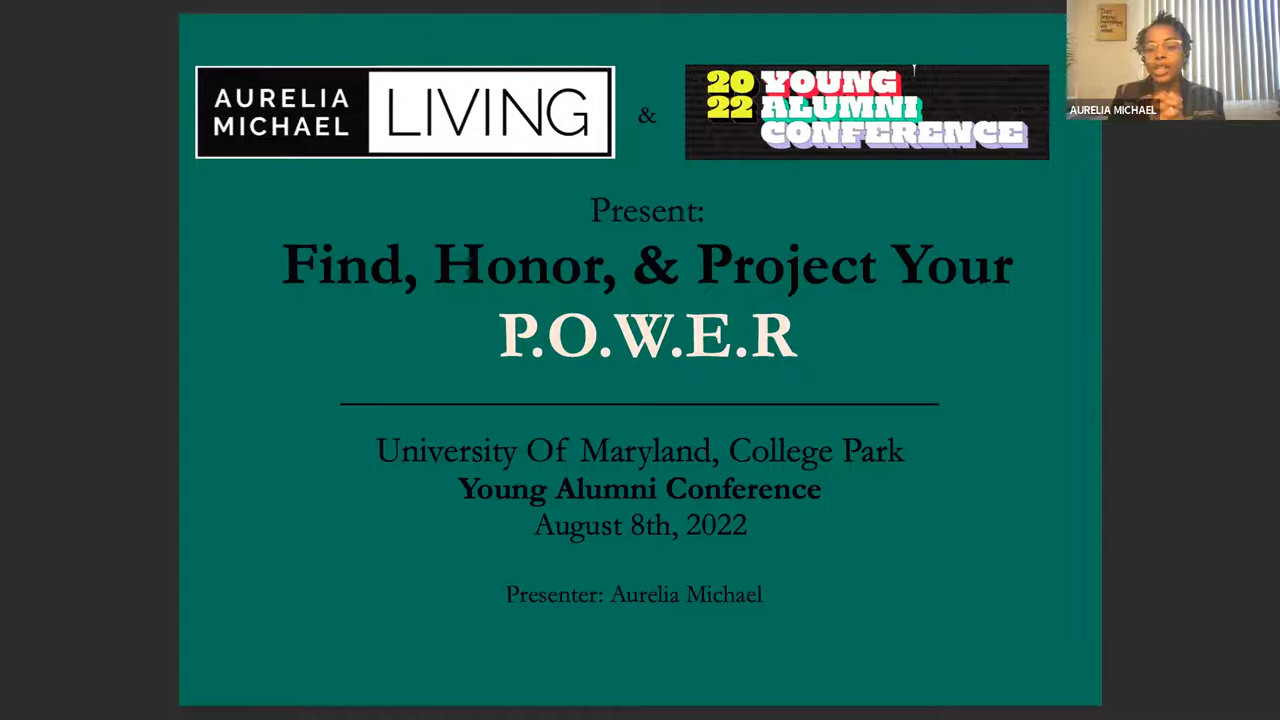 AURELIA
MICHAEL
LIVING
&
20 YOUNG
22 ALUMNI
CONFERENCE
AURELIA MICHAEL
Present:
Find, Honor, & Project Your
P.O.W.E.R
University Of Maryland, College Park
Young Alumni Conference
August 8th, 2022
Presenter: Aurelia Michael